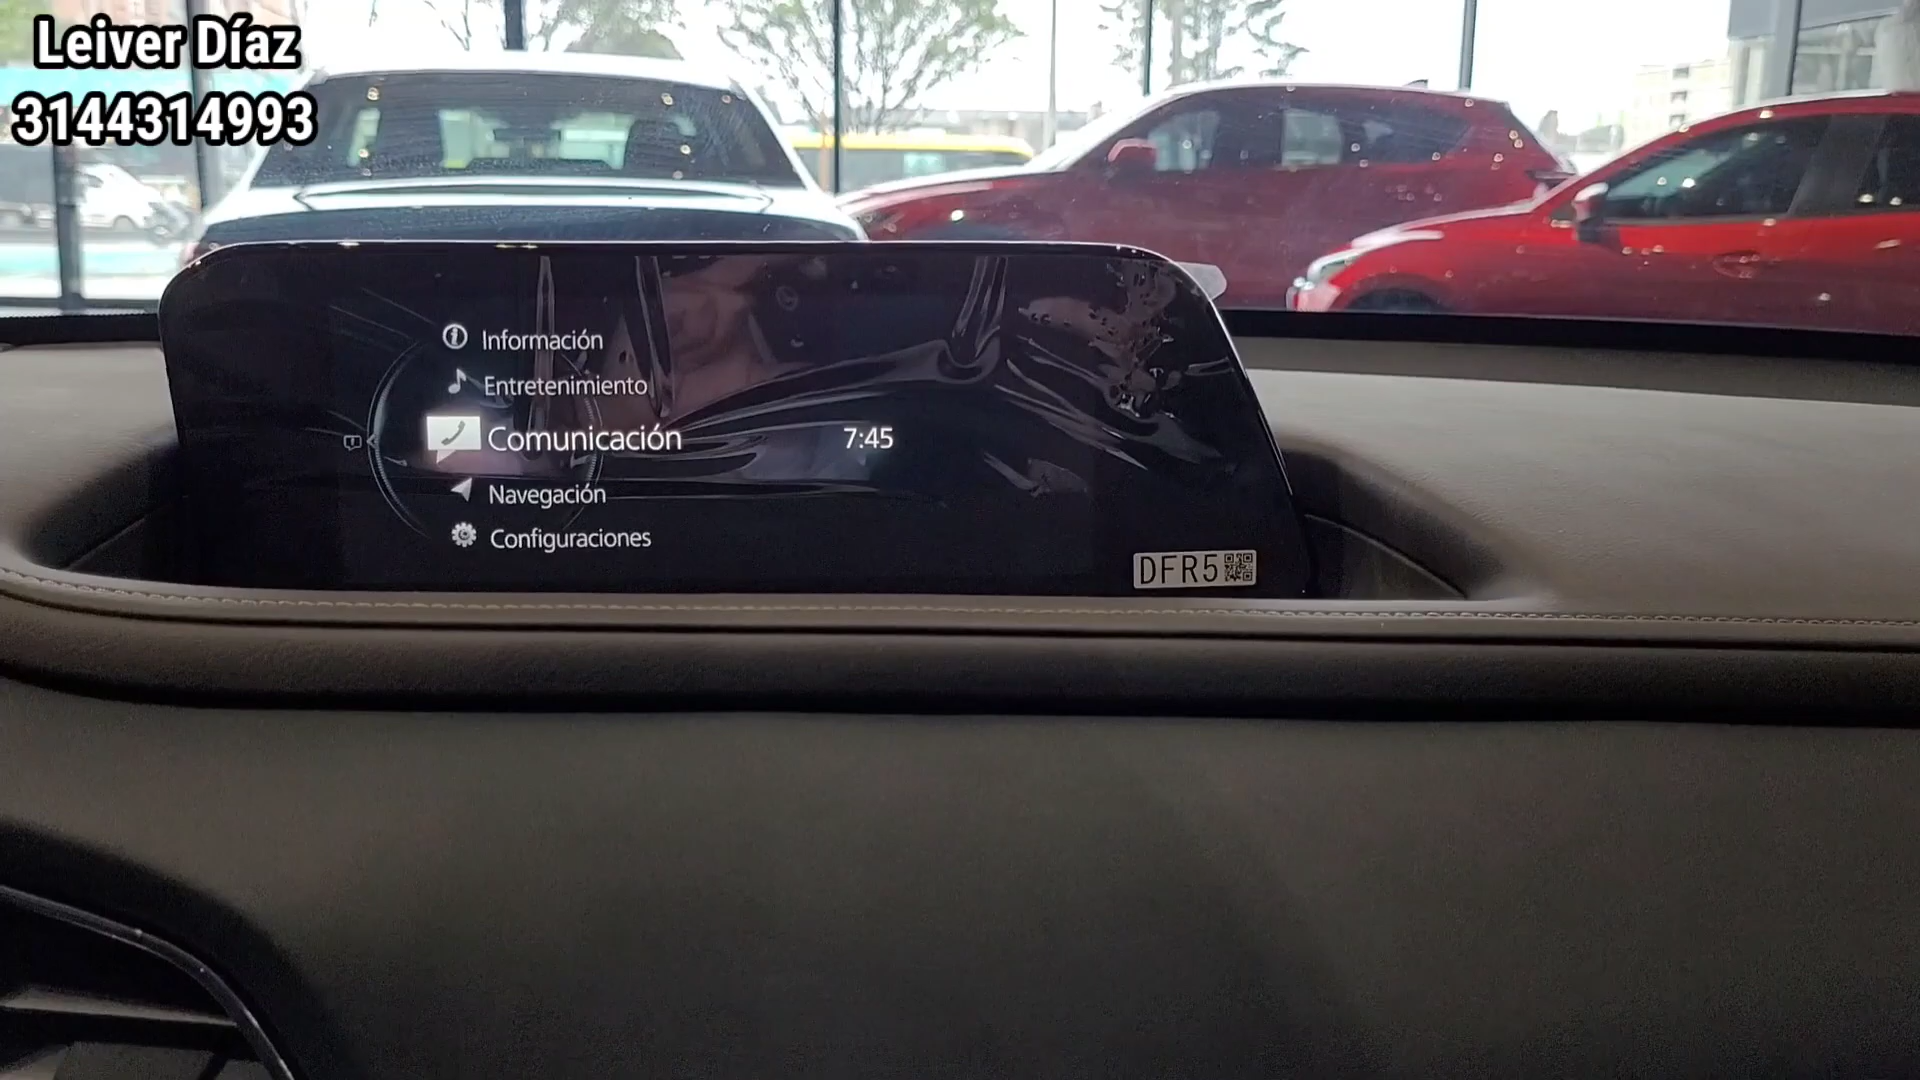 Leiver Díaz
3144314993
Información
Entretenimiento
Comunicación
7:45
Navegación
Configuraciones
DFR5